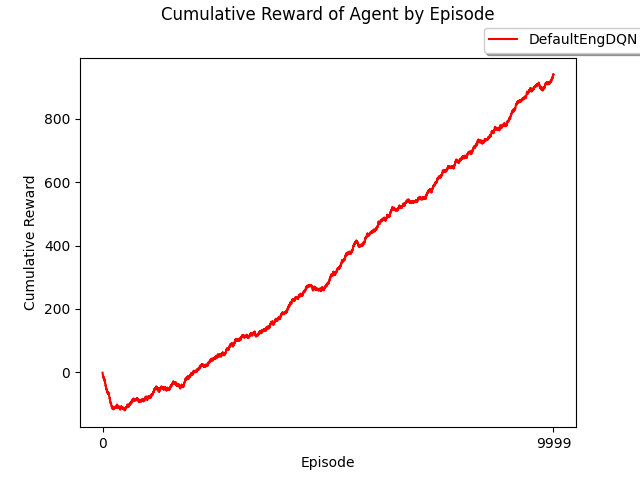 Cumulative Reward of Agent by Episode
DefaultEngDQN
800
600
400
200
0
Cumulative Reward
0
9999
Episode